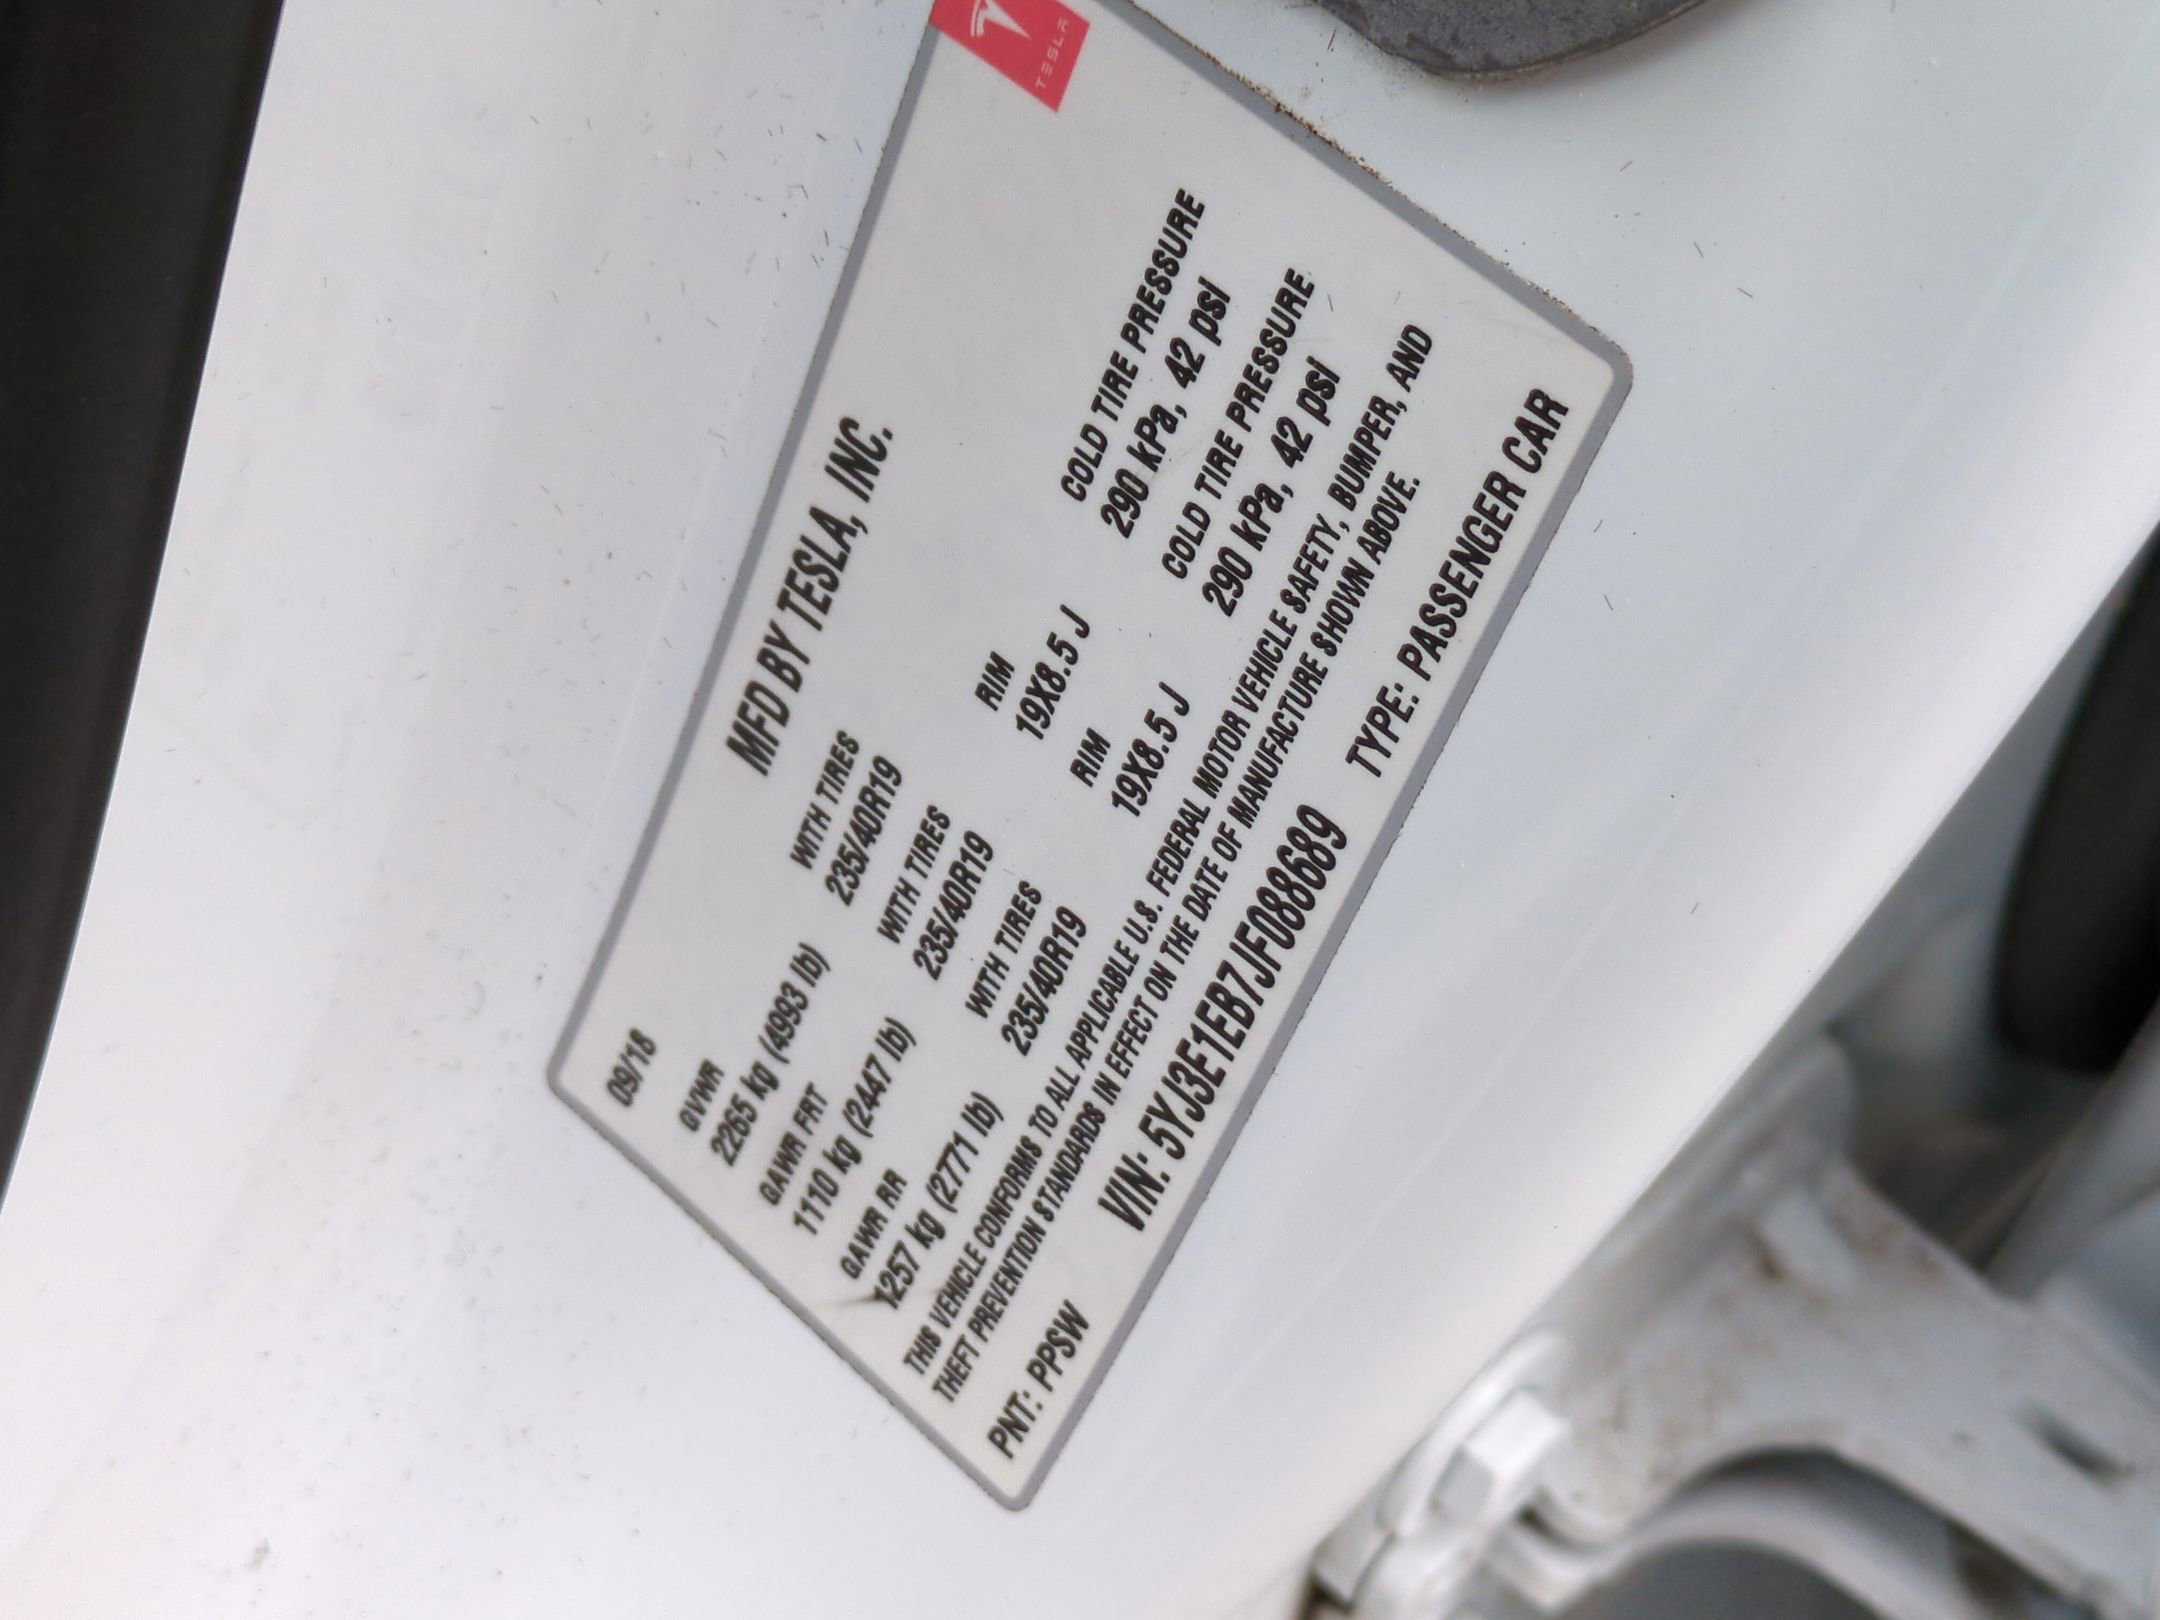 TESLA
09/18
MFD BY TESLA, INC.
GVWR
2265 kg (4993 lb)
WITH TIRES
235/40R19
GAWR FRT
1110 kg (2447 lb)
WITH TIRES
235/40R19
RIM
19X8.5 J
COLD TIRE PRESSURE
290 kPa, 42 psi
GAWR RR
1257 kg (2771 lb)
WITH TIRES
235/40R19
RIM
19X8.5 J
COLD TIRE PRESSURE
290 kPa, 42 psi
THIS VEHICLE CONFORMS TO ALL APPLICABLE U.S. FEDERAL MOTOR VEHICLE SAFETY, BUMPER, AND
THEFT PREVENTION STANDARDS IN EFFECT ON THE DATE OF MANUFACTURE SHOWN ABOVE.
PNT: PPSW VIN: 5YJ3E1EB7JF088689 TYPE: PASSENGER CAR